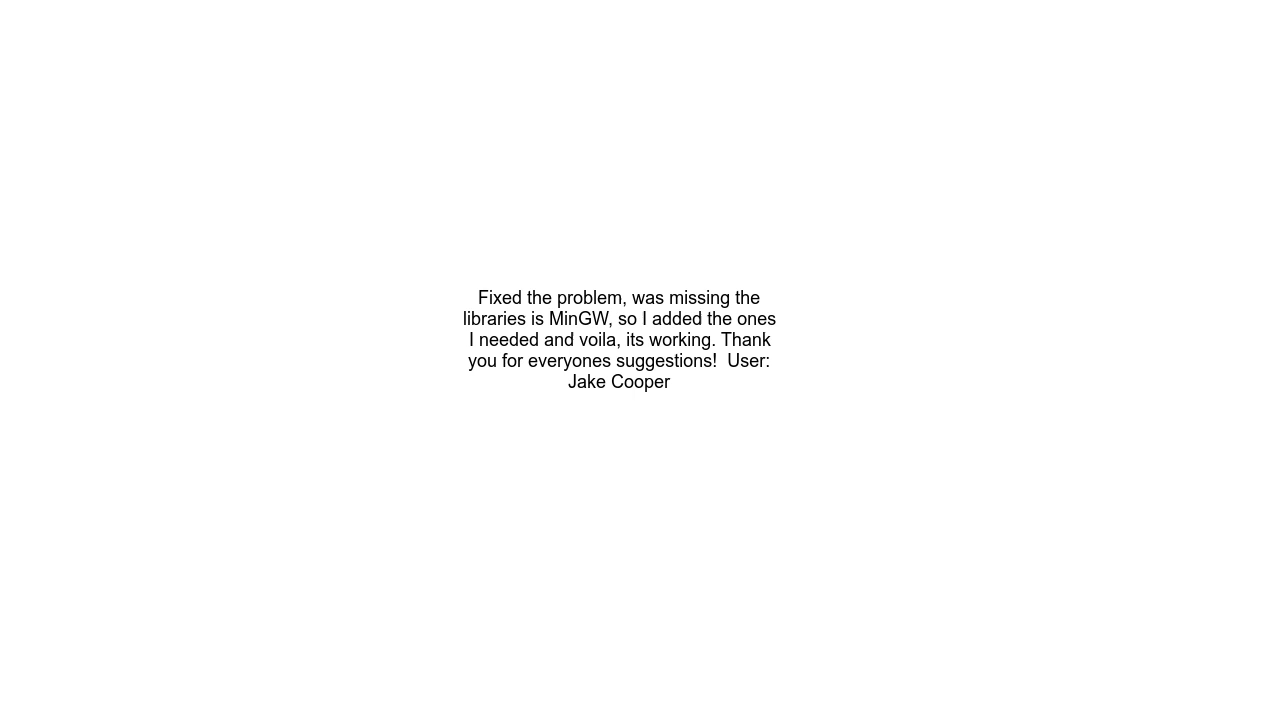 Fixed the problem, was missing the
libraries is MinGW, so I added the ones
I needed and voila, its working. Thank
you for everyones suggestions!  User:
Jake Cooper